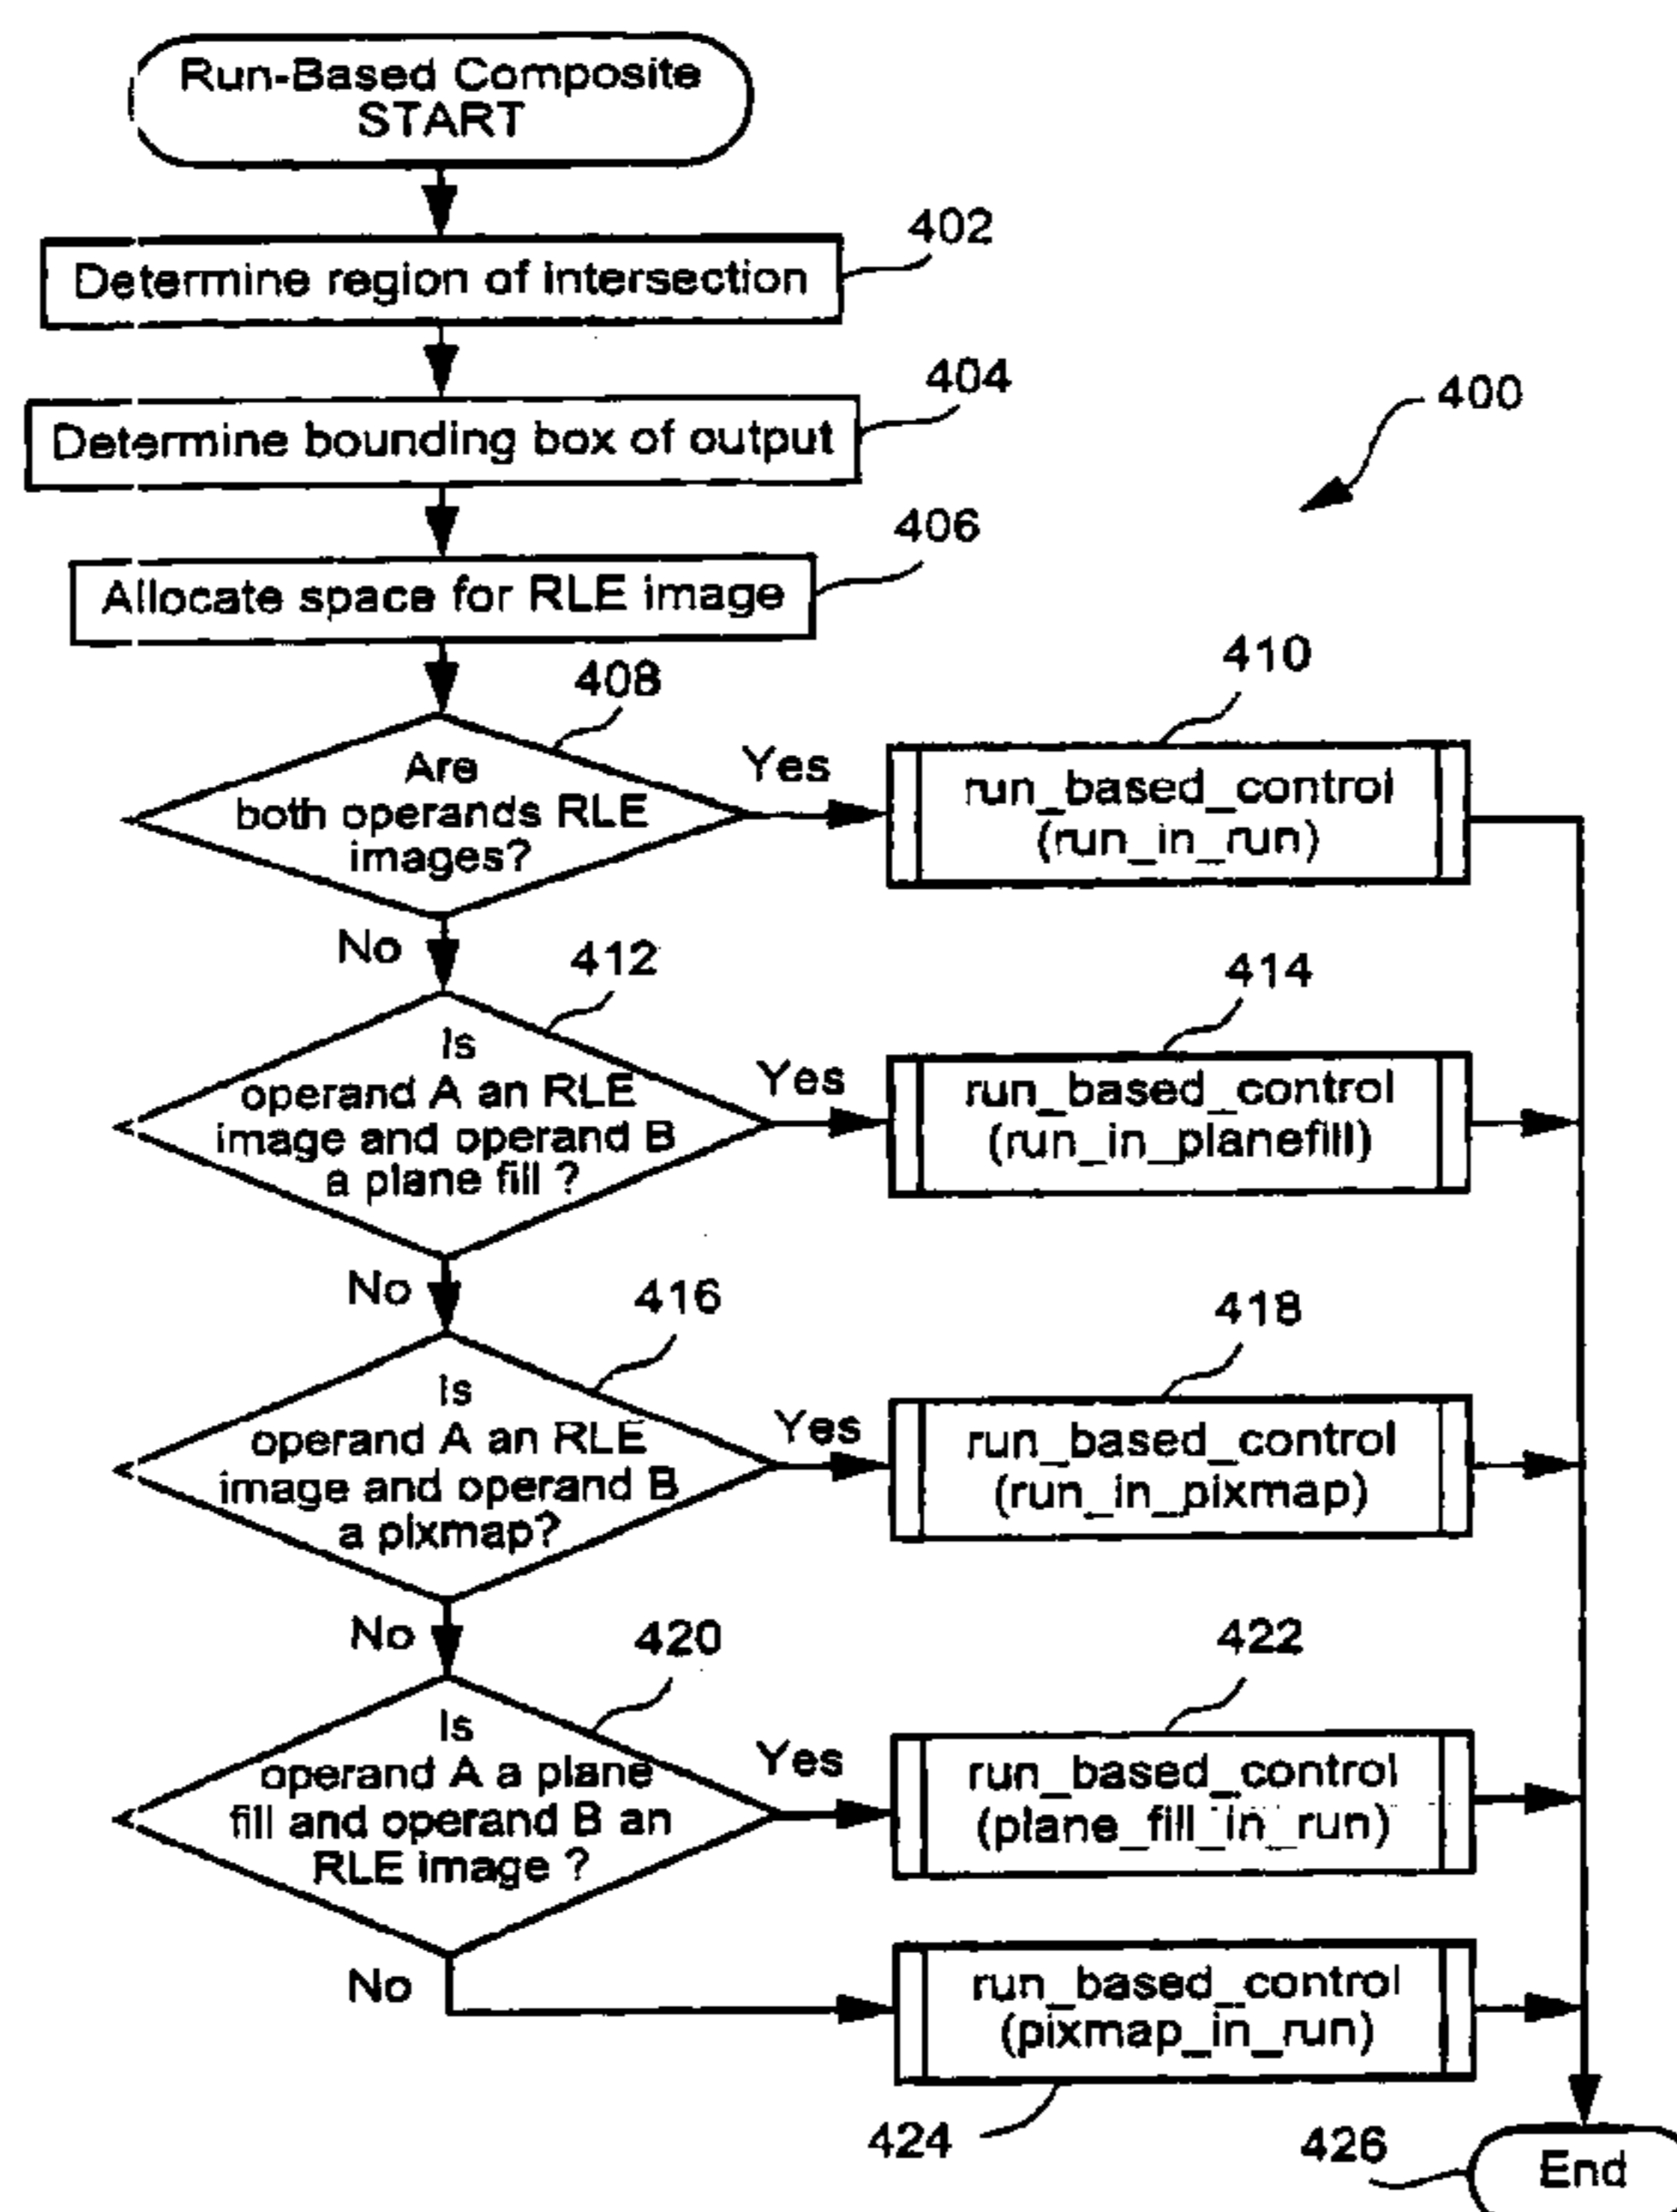 Run-Based Composite
START
402
Determine region of intersection
404
Determine bounding box of output
400
406
Allocate space for RLE image
408
410
Are
both operands RLE
images?
Yes
run_based_control
(run_in_run)
No
412
414
Is
operand A an RLE
image and operand B
a plane fill ?
Yes
run_based_control
(run_in_planefill)
No
416
418
Is
operand A an RLE
image and operand B
a pixmap?
Yes
run_based_control
(run_in_pixmap)
No
420
422
Is
operand A a plane
fill and operand B an
RLE image ?
Yes
run_based_control
(plane_fill_in_run)
No
run_based_control
(pixmap_in_run)
424
426
End